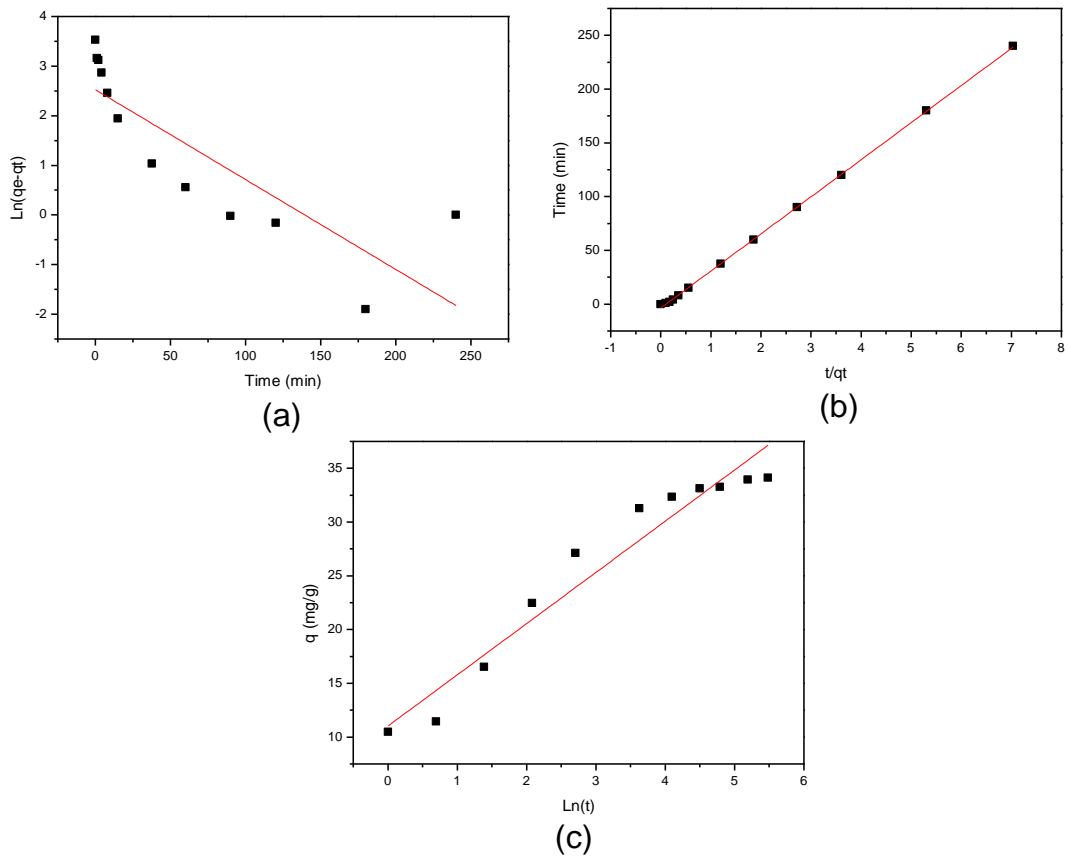 4
3
2
1
0
-1
-2
Ln(qe-qt)
0 50 100 150 200 250
Time (min)
(a)
250
200
150
100
50
0
Time (min)
-1 0 1 2 3 4 5 6 7 8
t/qt
(b)
35
30
25
20
15
10
q (mg/g)
0 1 2 3 4 5 6
Ln(t)
(c)